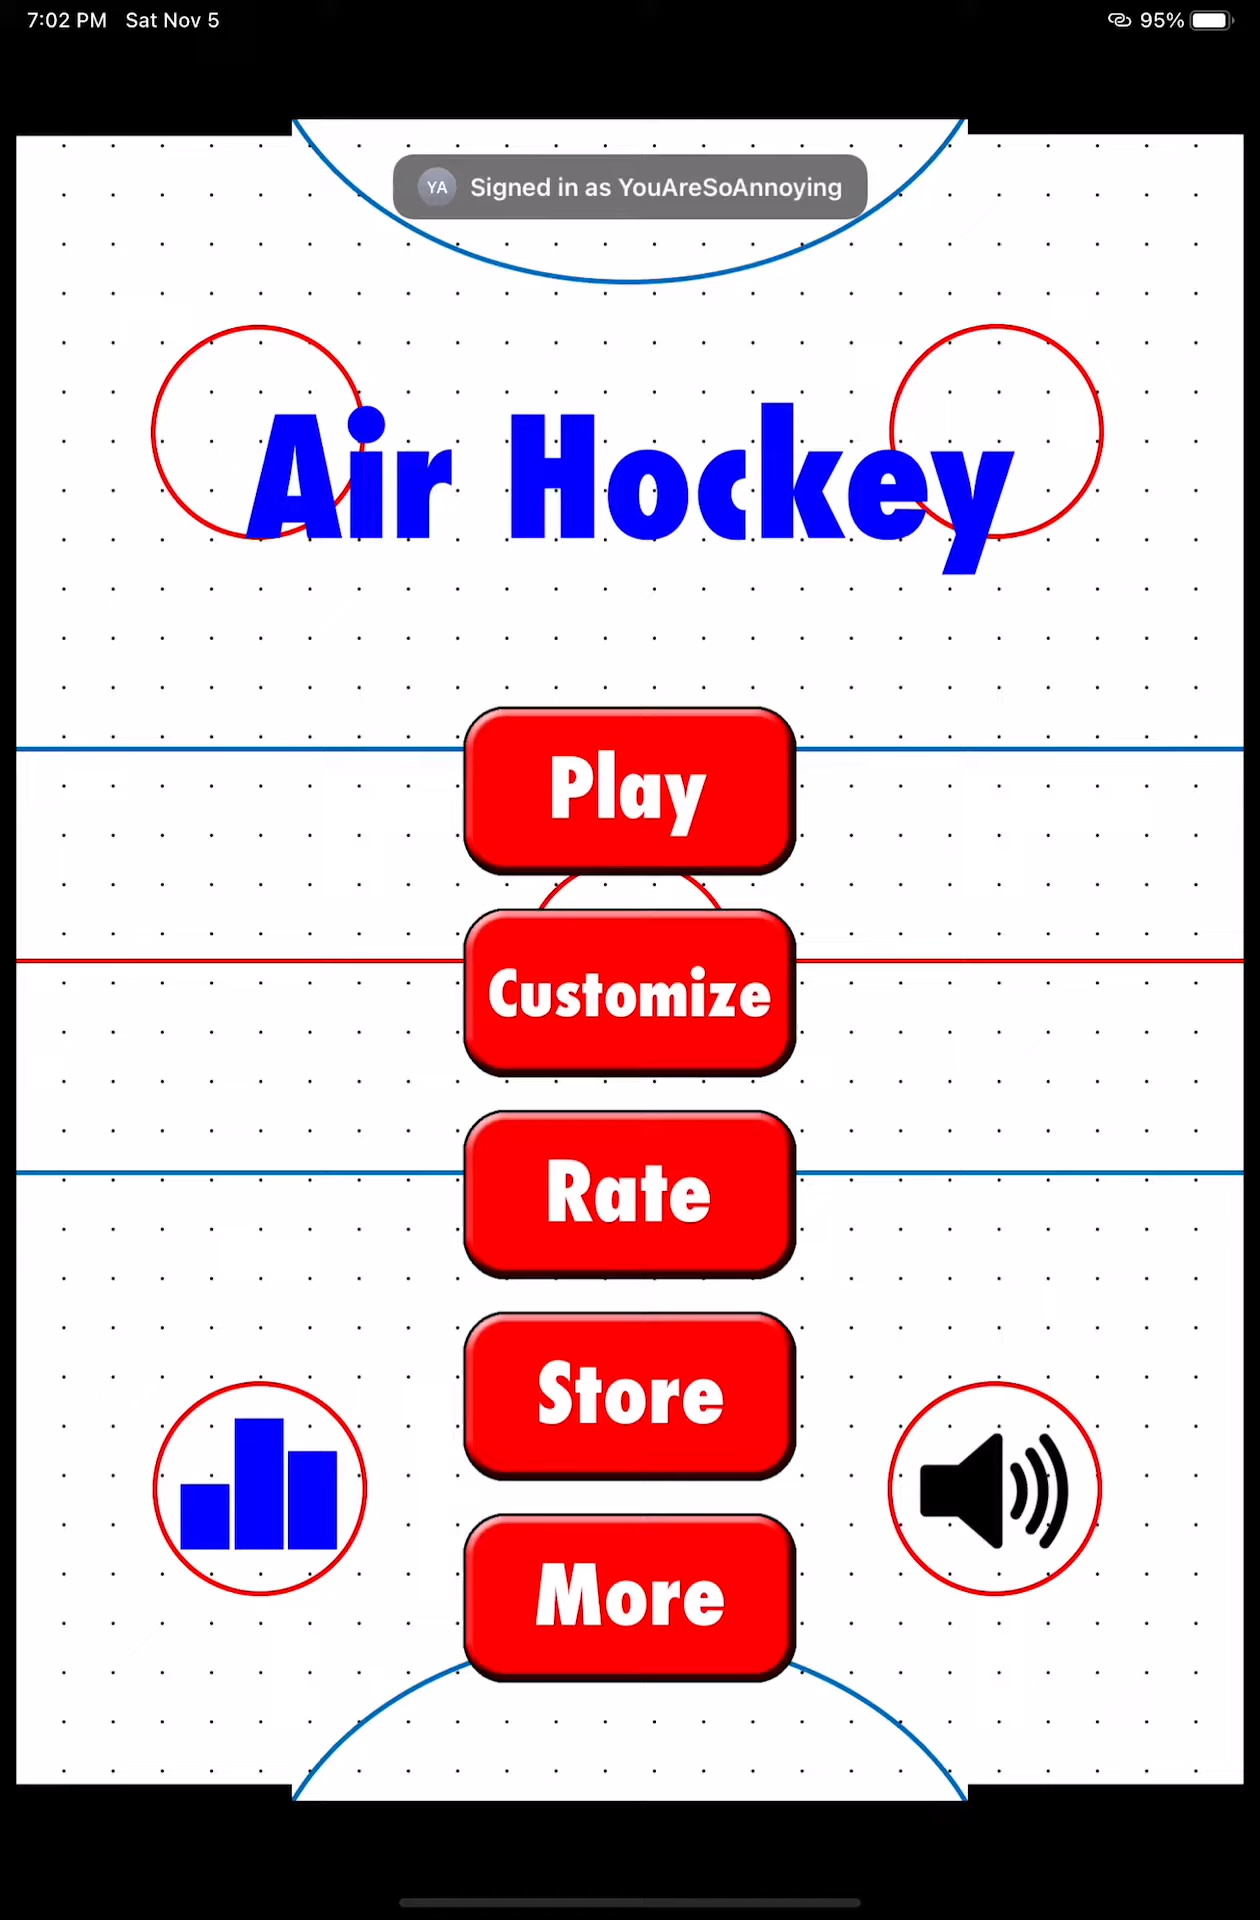 7:02 PM Sat Nov 5
95%
YA Signed in as YouAreSoAnnoying
Air Hockey
Play
Customize
Rate
Store
More